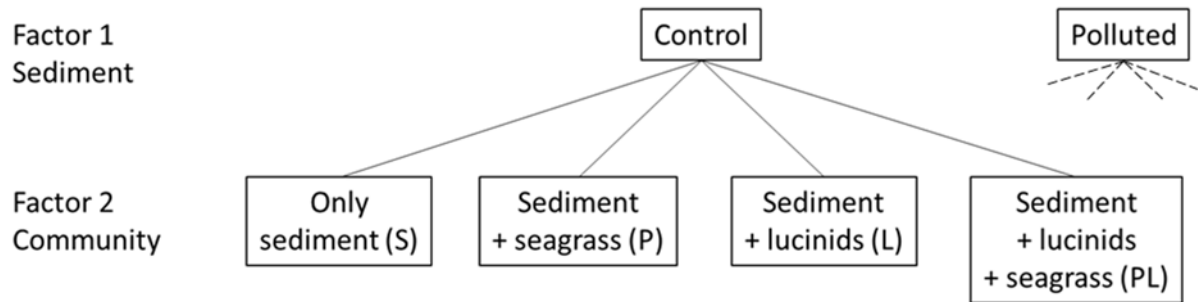 Factor 1
Sediment
Control
Polluted
Factor 2
Community
Only
sediment (S)
Sediment
+ seagrass (P)
Sediment
+ lucinids (L)
Sediment
+ lucinids
+ seagrass (PL)